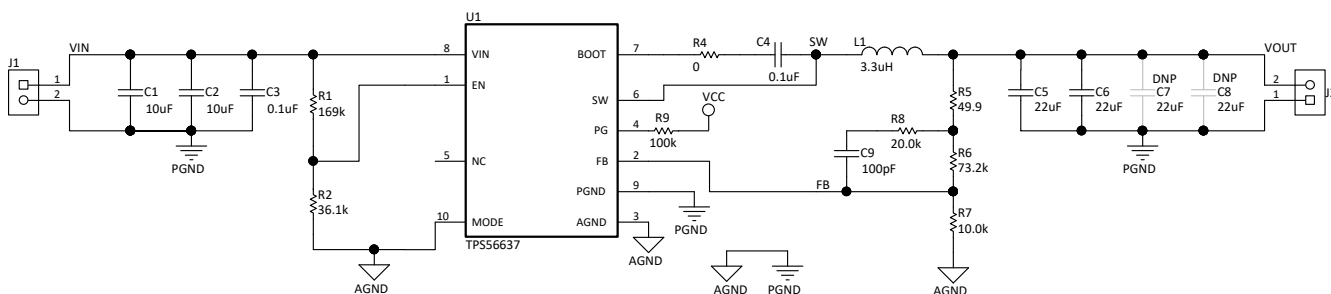 U1
VIN
J1
1
2
C1
10uF
C2
10uF
C3
0.1uF
PGND
R1
169k
R2
36.1k
AGND
8
VIN
1
EN
5
NC
10
MODE
TPS56637
BOOT
7
SW
6
PG
4
FB
2
PGND
9
AGND
3
R4
0
C4
0.1uF
SW
L1
3.3uH
VCC
R9
100k
PGND
AGND
AGND
PGND
C9
100pF
R8
20.0k
FB
R5
49.9
R6
73.2k
R7
10.0k
AGND
C5
22uF
C6
22uF
DNP
C7
22uF
DNP
C8
22uF
PGND
VOUT
2
1